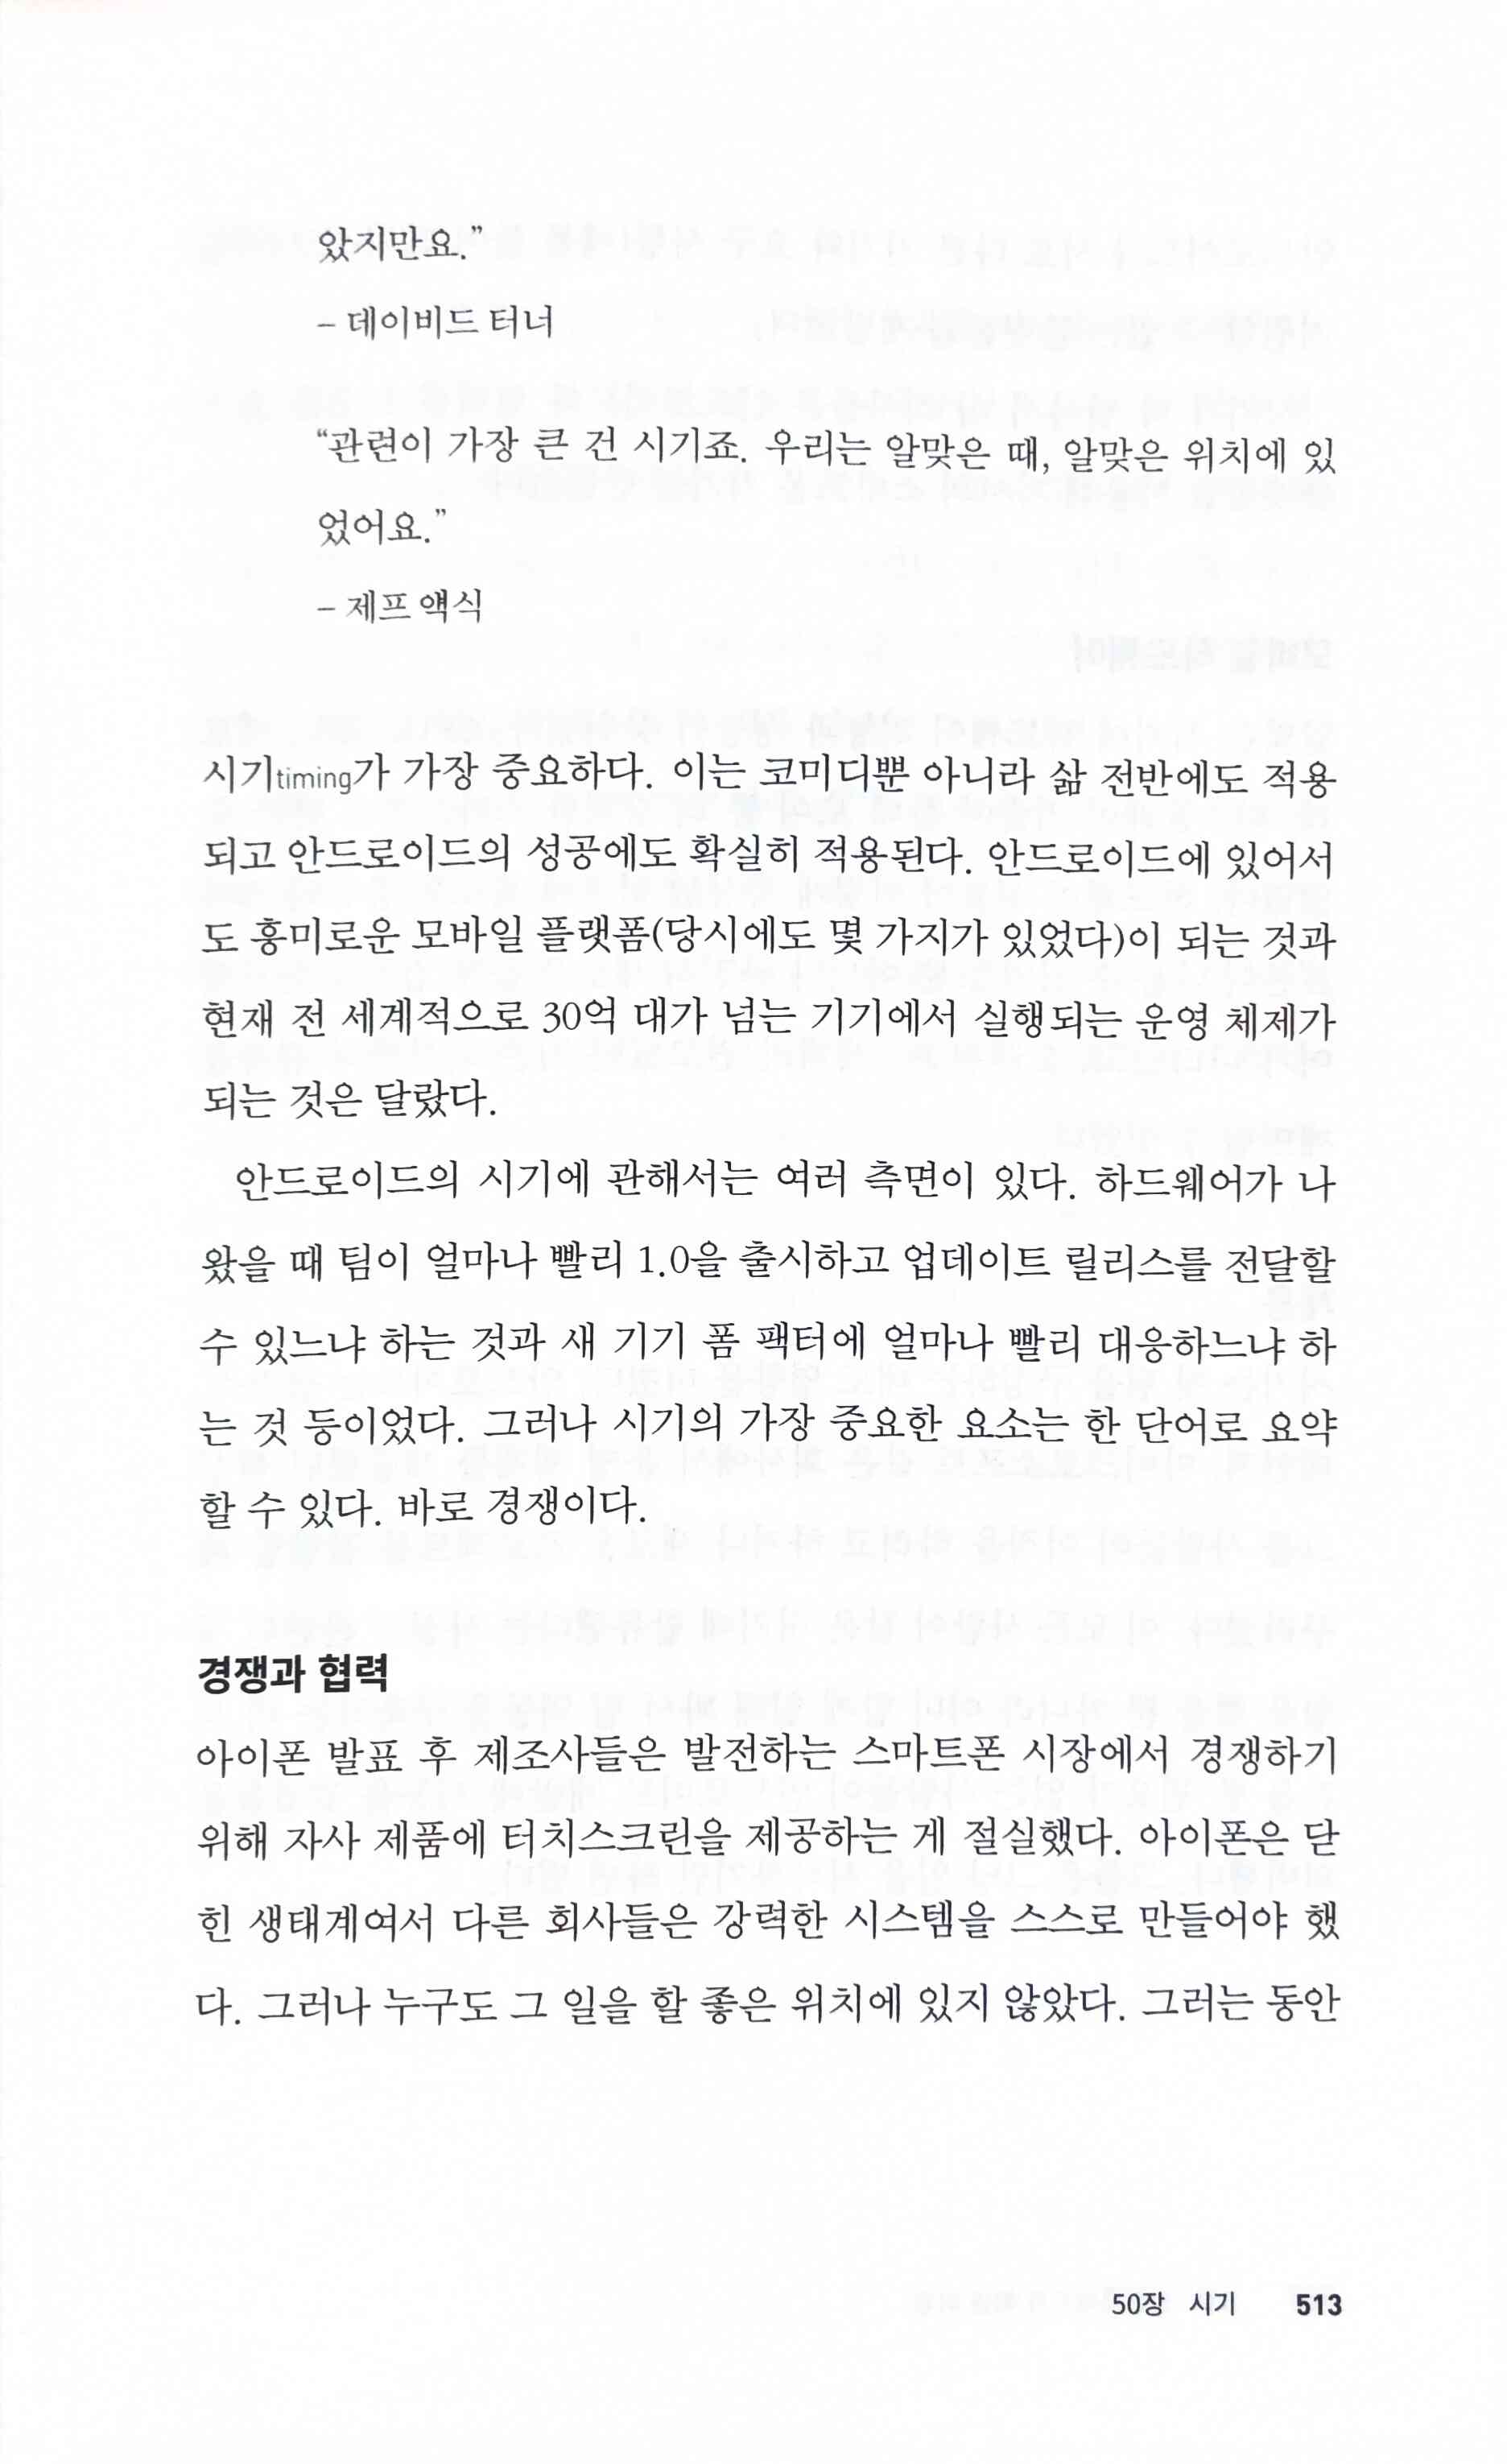 았지만요.”
– 데이비드 터너
“관련이 가장 큰 건 시기죠. 우리는 알맞은 때, 알맞은 위치에 있
었어요.”
– 제프 얙식
시기timing가 가장 중요하다. 이는 코미디뿐 아니라 삶 전반에도 적용
되고 안드로이드의 성공에도 확실히 적용된다. 안드로이드에 있어서
도 흥미로운 모바일 플랫폼(당시에도 몇 가지가 있었다)이 되는 것과
현재 전 세계적으로 30억 대가 넘는 기기에서 실행되는 운영 체제가
되는 것은 달랐다.
안드로이드의 시기에 관해서는 여러 측면이 있다. 하드웨어가 나
왔을 때 팀이 얼마나 빨리 1.0을 출시하고 업데이트 릴리스를 전달할
수 있느냐 하는 것과 새 기기 폼 팩터에 얼마나 빨리 대응하느냐 하
는 것 등이었다. 그러나 시기의 가장 중요한 요소는 한 단어로 요약
할 수 있다. 바로 경쟁이다.
경쟁과 협력
아이폰 발표 후 제조사들은 발전하는 스마트폰 시장에서 경쟁하기
위해 자사 제품에 터치스크린을 제공하는 게 절실했다. 아이폰은 닫
힌 생태계여서 다른 회사들은 강력한 시스템을 스스로 만들어야 했
다. 그러나 누구도 그 일을 할 좋은 위치에 있지 않았다. 그러는 동안
50장 시기 513